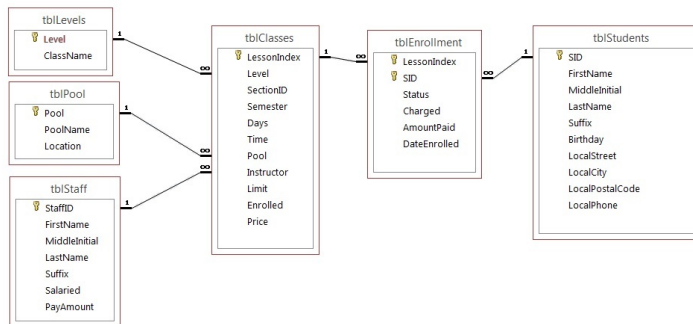 tblLevels
Level
ClassName
tblPool
Pool
PoolName
Location
tblStaff
StaffID
FirstName
MiddleInitial
LastName
Suffix
Salaried
PayAmount
tblClasses
LessonIndex
Level
SectionID
Semester
Days
Time
Pool
Instructor
Limit
Enrolled
Price
tblEnrollment
LessonIndex
SID
Status
Charged
AmountPaid
DateEnrolled
tblStudents
SID
FirstName
MiddleInitial
LastName
Suffix
Birthday
LocalStreet
LocalCity
LocalPostalCode
LocalPhone
1
∞
1
∞
1
∞
1
∞
1
∞